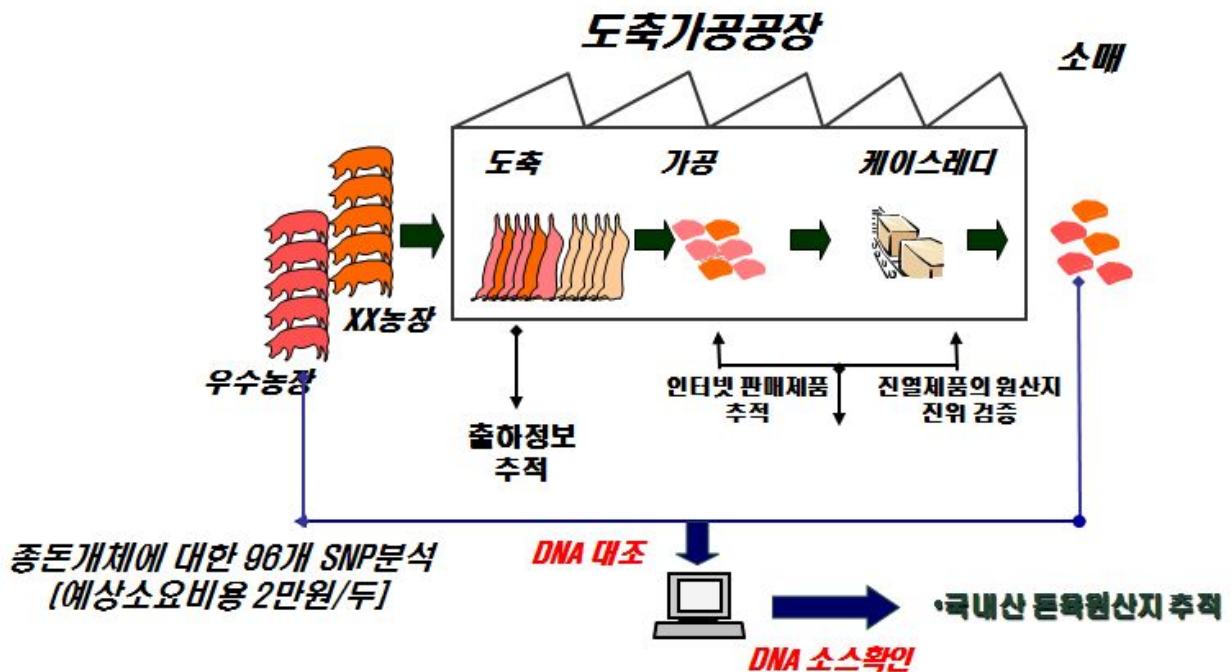 도축가공공장
소매
도축
가공
케이스레디
XX농장
우수농장
인터넷 판매제품
추적
진열제품의 원산지
진위 검증
출하정보
추적
종돈개체에 대한 96개 SNP분석
[예상소요비용 2만원/두]
DNA 대조
•국내산 돈육원산지 추적
DNA 소스확인